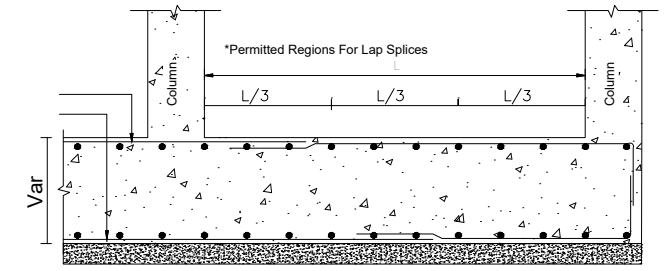 *Permitted Regions For Lap Splices
L
L/3 L/3 L/3
Column
Column
Var